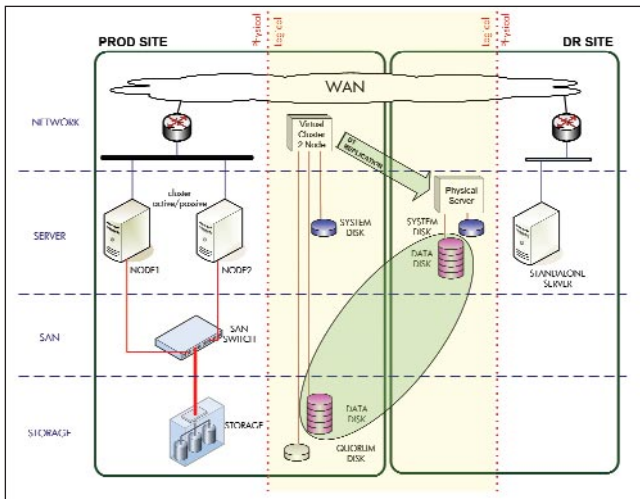 PROD SITE
Physical
Logical
Logical
Physical
DR SITE
WAN
NETWORK
Virtual
Cluster
2 Node
DT
REPLICATION
cluster
active/passive
Physical
Server
SERVER
SYSTEM
DISK
SYSTEM
DISK
DATA
DISK
NODE1
NODE2
STANDALONE
SERVER
SAN
SAN
SWITCH
STORAGE
STORAGE
DATA
DISK
QUORUM
DISK